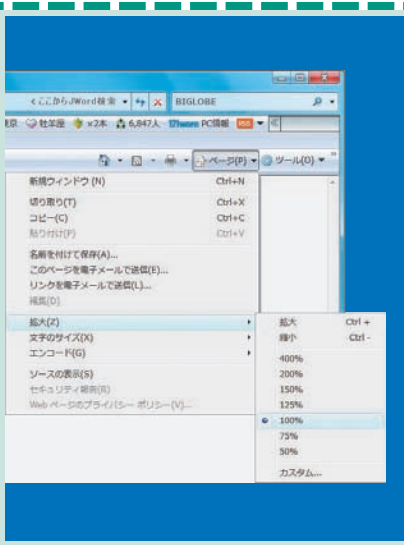 くここからJWord検索
BIGLOBE
牡羊座 ×2本 6,847人 PC情報
ページ(P) ツール(O)
新規ウィンドウ(N) Ctrl+N
切り取り(T) Ctrl+X
コピー(C) Ctrl+C
貼り付け(P) Ctrl+V
名前を付けて保存(A)...
このページを電子メールで送信(E)...
リンクを電子メールで送信(L)...
編集(D)
拡大(Z)
文字のサイズ(X)
エンコード(G)
ソースの表示(S)
セキュリティ報告(R)
Web ページのプライバシー ポリシー(V)...
拡大 Ctrl +
縮小 Ctrl -
400%
200%
150%
125%
100%
75%
50%
カスタム...